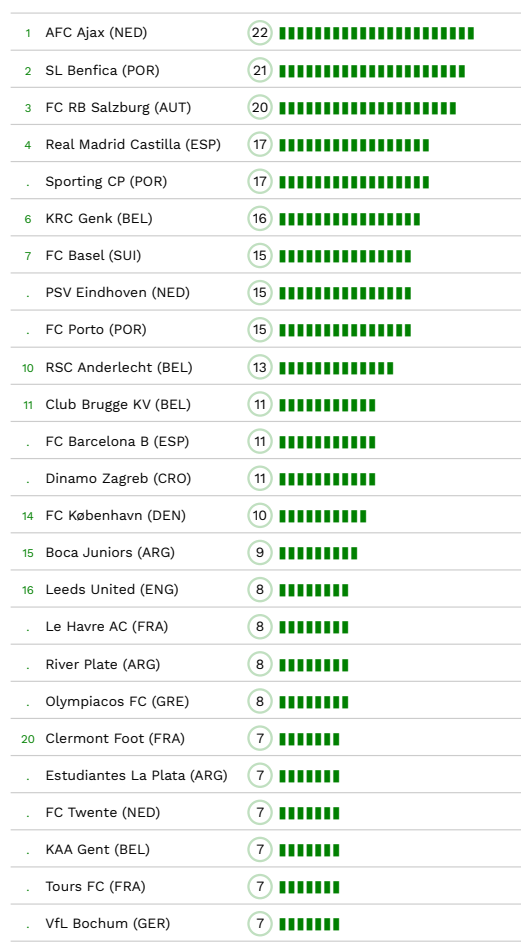 1 AFC Ajax (NED) 22
2 SL Benfica (POR) 21
3 FC RB Salzburg (AUT) 20
4 Real Madrid Castilla (ESP) 17
. Sporting CP (POR) 17
6 KRC Genk (BEL) 16
7 FC Basel (SUI) 15
. PSV Eindhoven (NED) 15
. FC Porto (POR) 15
10 RSC Anderlecht (BEL) 13
11 Club Brugge KV (BEL) 11
. FC Barcelona B (ESP) 11
. Dinamo Zagreb (CRO) 11
14 FC København (DEN) 10
15 Boca Juniors (ARG) 9
16 Leeds United (ENG) 8
. Le Havre AC (FRA) 8
. River Plate (ARG) 8
. Olympiacos FC (GRE) 8
20 Clermont Foot (FRA) 7
. Estudiantes La Plata (ARG) 7
. FC Twente (NED) 7
. KAA Gent (BEL) 7
. Tours FC (FRA) 7
. VfL Bochum (GER) 7